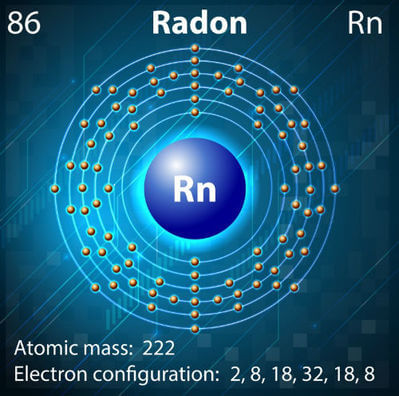 86 Radon Rn
Rn
Atomic mass: 222
Electron configuration: 2, 8, 18, 32, 18, 8